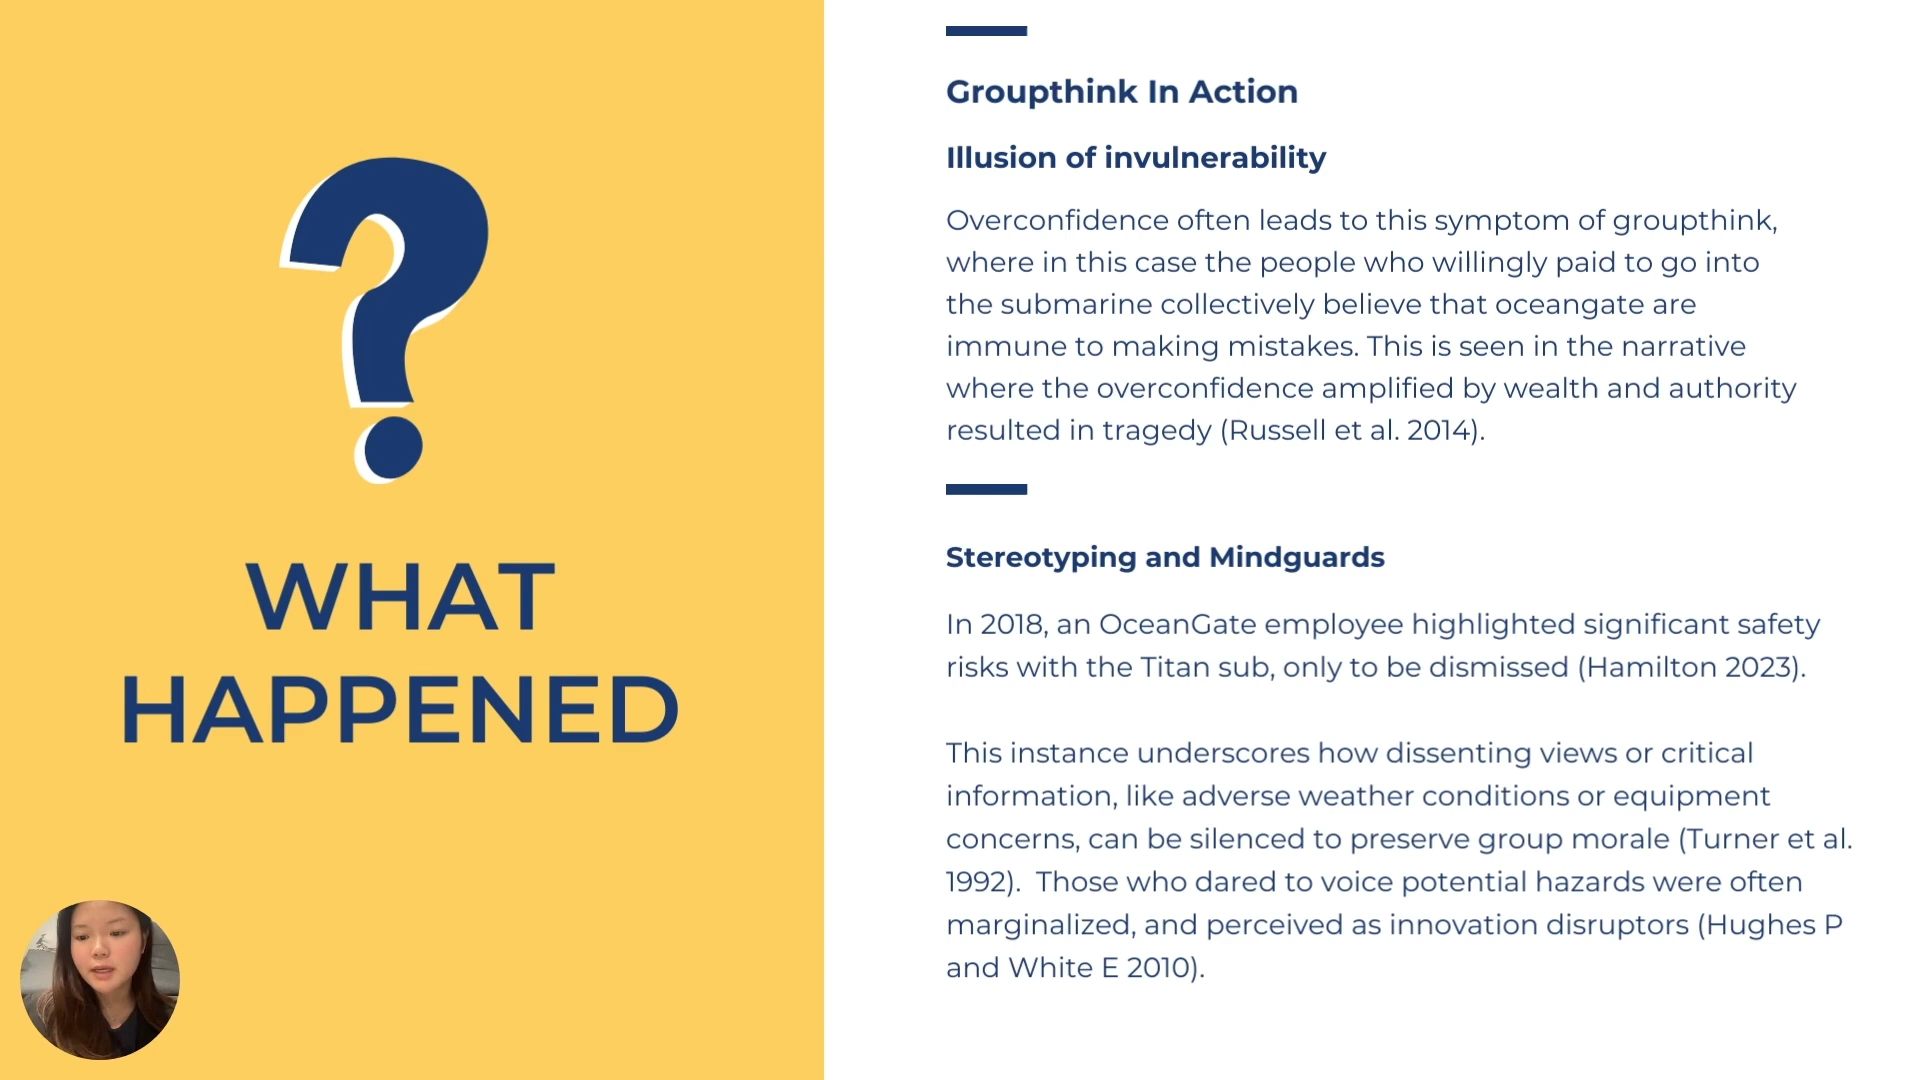 ?
WHAT
HAPPENED
Groupthink In Action
Illusion of invulnerability
Overconfidence often leads to this symptom of groupthink,
where in this case the people who willingly paid to go into
the submarine collectively believe that oceangate are
immune to making mistakes. This is seen in the narrative
where the overconfidence amplified by wealth and authority
resulted in tragedy (Russell et al. 2014).
Stereotyping and Mindguards
In 2018, an OceanGate employee highlighted significant safety
risks with the Titan sub, only to be dismissed (Hamilton 2023).
This instance underscores how dissenting views or critical
information, like adverse weather conditions or equipment
concerns, can be silenced to preserve group morale (Turner et al.
1992).  Those who dared to voice potential hazards were often
marginalized, and perceived as innovation disruptors (Hughes P
and White E 2010).